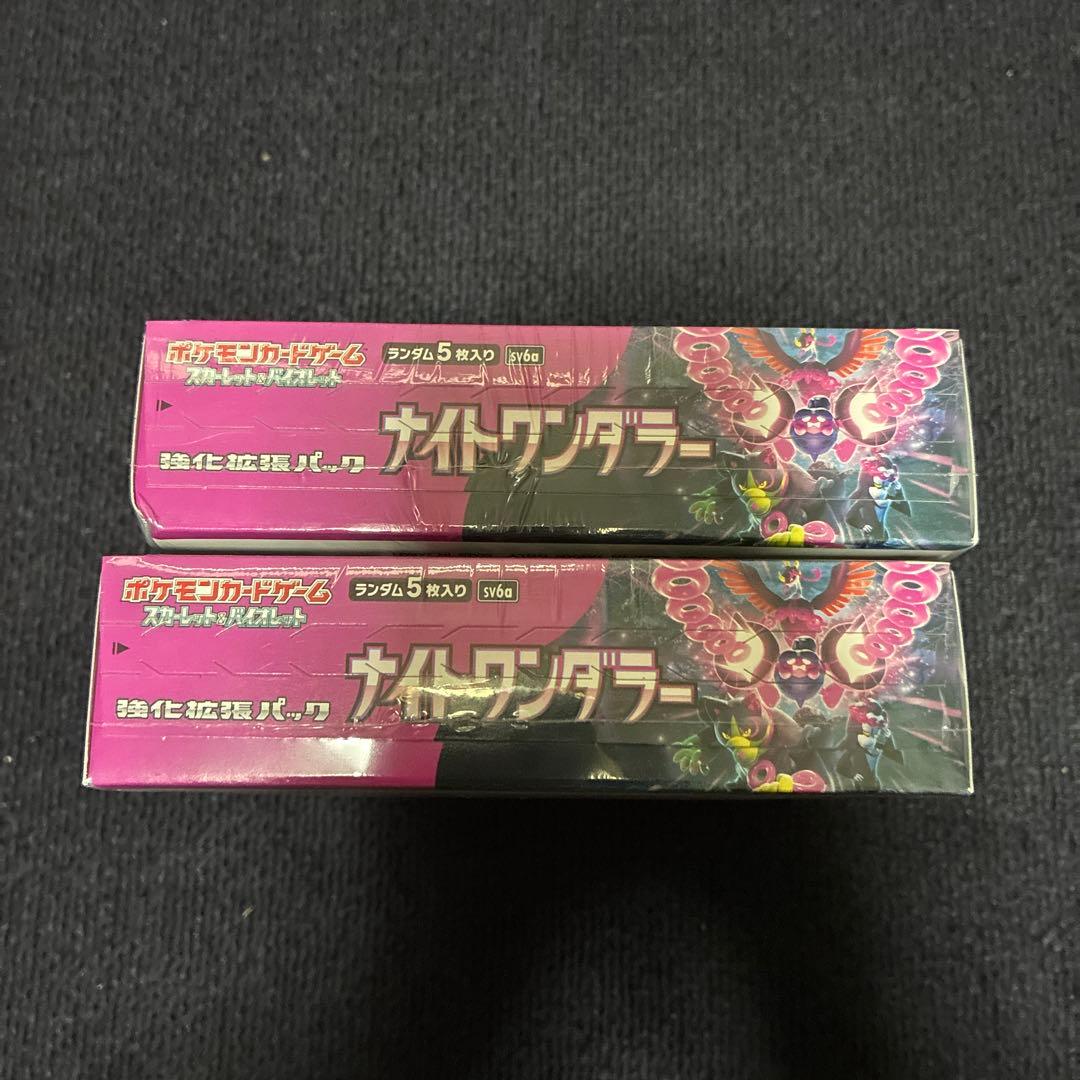 ポケモンカードゲーム
スカーレット&バイオレット
ランダム5枚入り sv6a
ナイトワンダラー
強化拡張パック
ポケモンカードゲーム
スカーレット&バイオレット
ランダム5枚入り sv6a
ナイトワンダラー
強化拡張パック